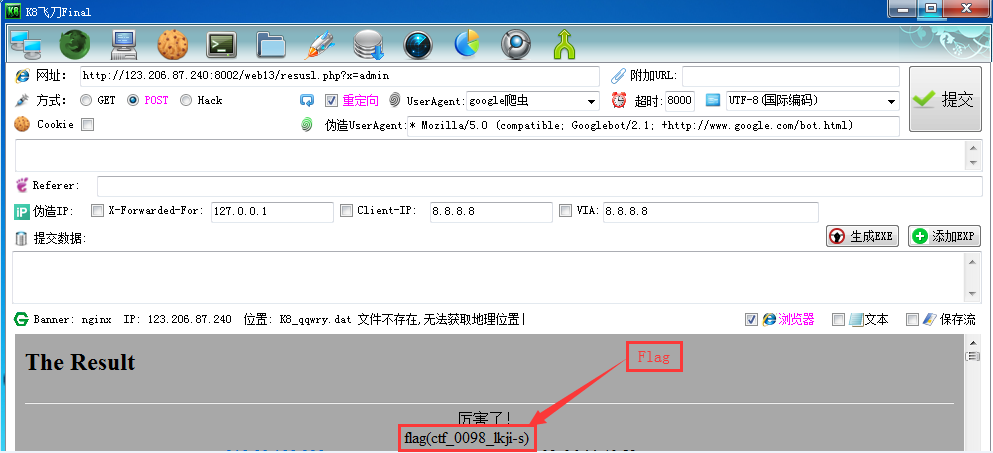 K8飞刀Final
网址: http://123.206.87.240:8002/web13/resusl.php?x=admin 附加URL: 提交
方式: GET POST Hack 重定向 UserAgent: google爬虫 超时: 8000 UTF-8(国际编码)
Cookie 伪造UserAgent: * Mozilla/5.0 (compatible; Googlebot/2.1; +http://www.google.com/bot.html)
Referer:
IP 伪造IP: X-Forwarded-For: 127.0.0.1 Client-IP: 8.8.8.8 VIA: 8.8.8.8
提交数据: 生成EXE 添加EXP
Banner: nginx IP: 123.206.87.240 位置: K8_qqwry.dat 文件不存在,无法获取地理位置| 浏览器 文本 保存流
The Result
Flag
厉害了!
flag(ctf_0098_lkji-s)